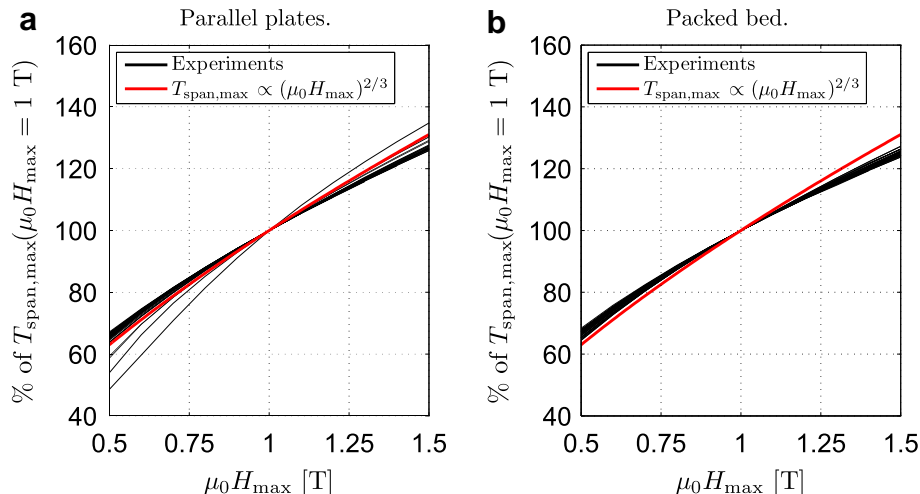 a Parallel plates.
% of T_span,max(μ₀H_max = 1 T)
160
140
120
100
80
60
40
Experiments
T_span,max ∝ (μ₀H_max)^2/3
0.5 0.75 1 1.25 1.5
μ₀H_max [T]
b Packed bed.
% of T_span,max(μ₀H_max = 1 T)
160
140
120
100
80
60
40
Experiments
T_span,max ∝ (μ₀H_max)^2/3
0.5 0.75 1 1.25 1.5
μ₀H_max [T]